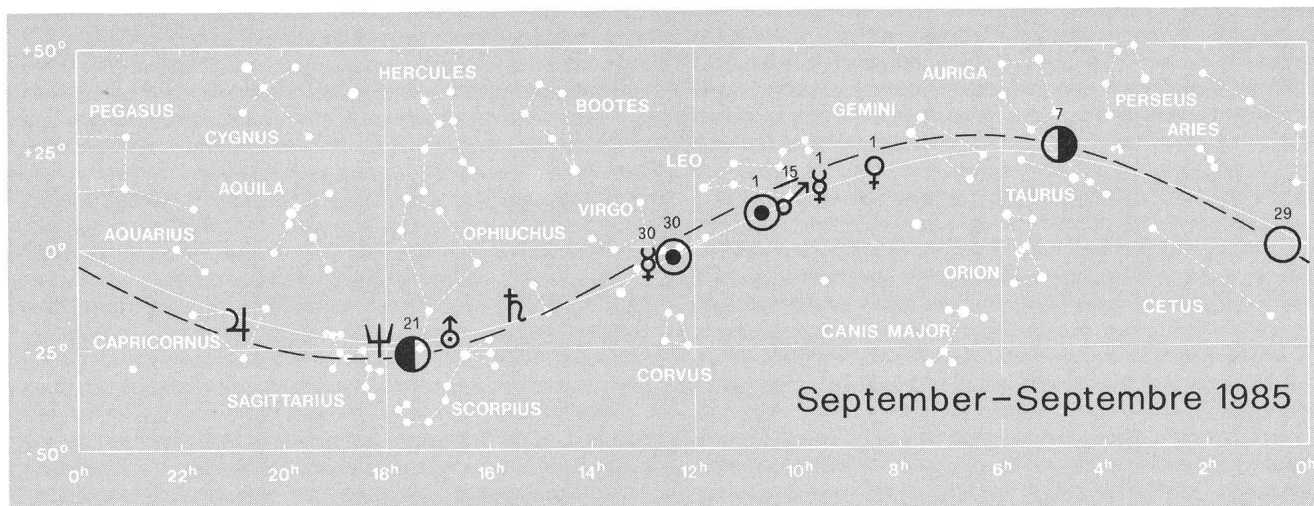 +50°
HERCULES
AURIGA
PEGASUS
BOOTES
GEMINI
PERSEUS
CYGNUS
7
ARIES
+25°
LEO
1
1
15
AQUILA
1
TAURUS
VIRGO
29
AQUARIUS
OPHIUCHUS
30
30
0°
ORION
CETUS
21
CANIS MAJOR
CAPRICORNUS
-25°
CORVUS
SAGITTARIUS
SCORPIUS
September–Septembre 1985
-50°
0h 22h 20h 18h 16h 14h 12h 10h 8h 6h 4h 2h 0h